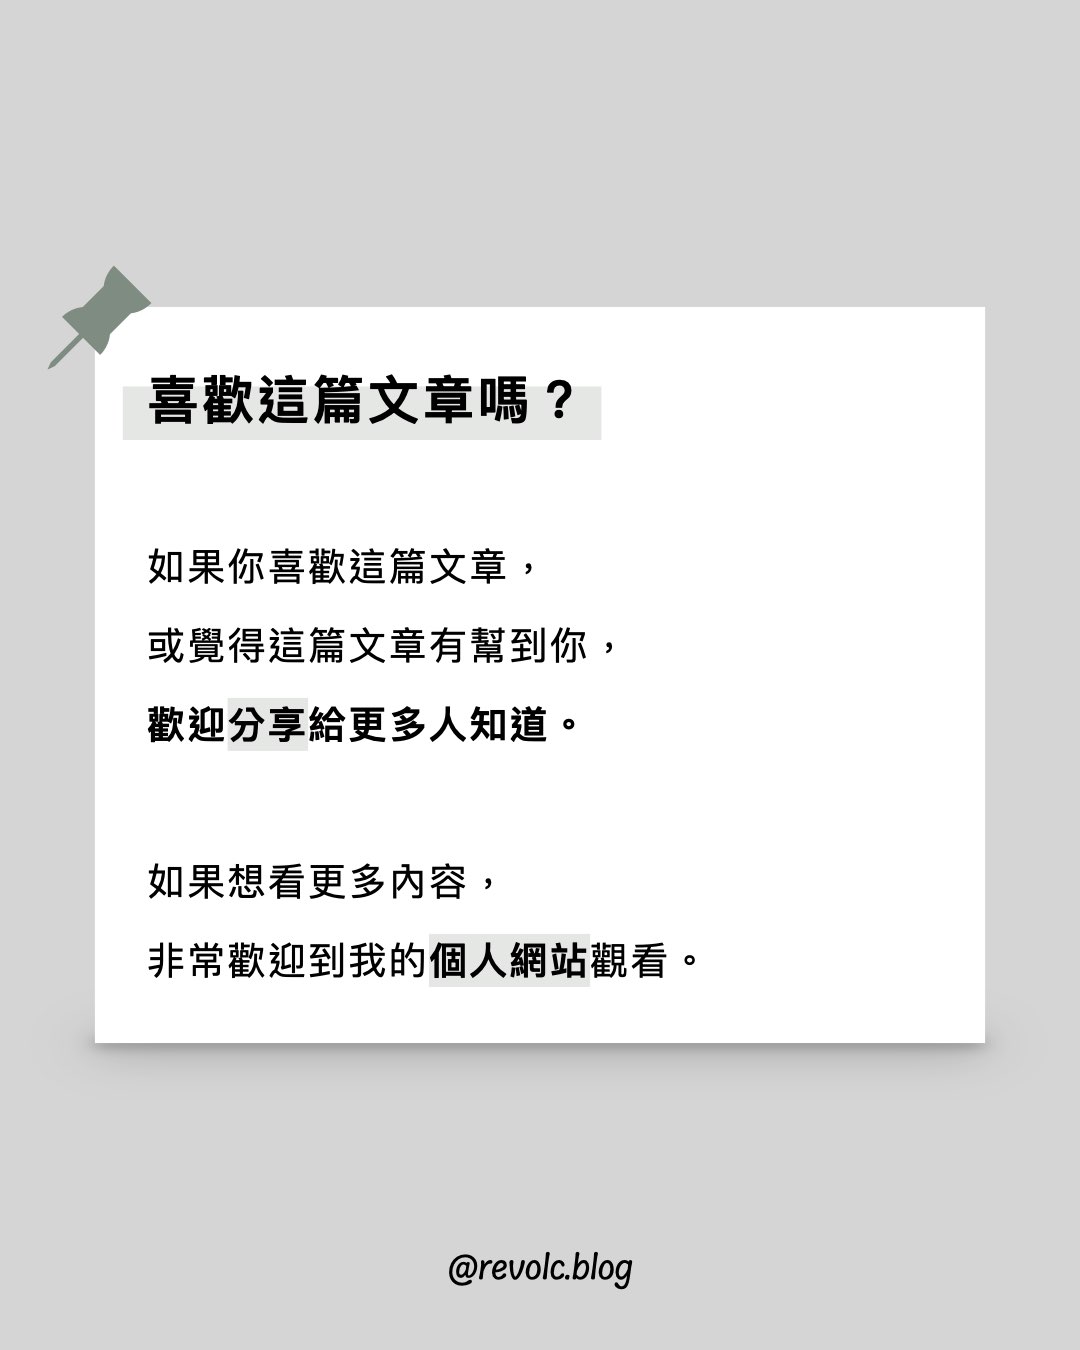 喜歡這篇文章嗎？
如果你喜歡這篇文章，
或覺得這篇文章有幫到你，
歡迎分享給更多人知道。
如果想看更多內容，
非常歡迎到我的個人網站觀看。
@revolc.blog